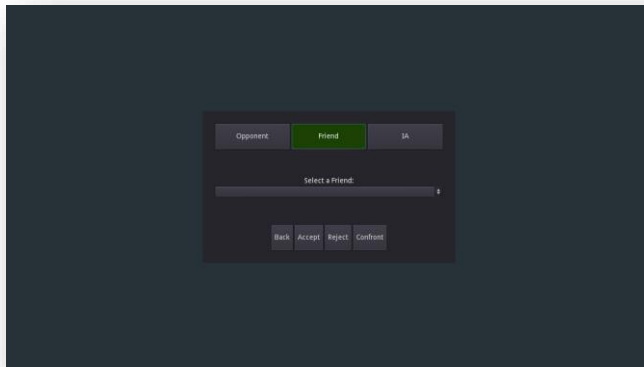 Opponent Friend IA
Select a Friend:
Back Accept Reject Confront